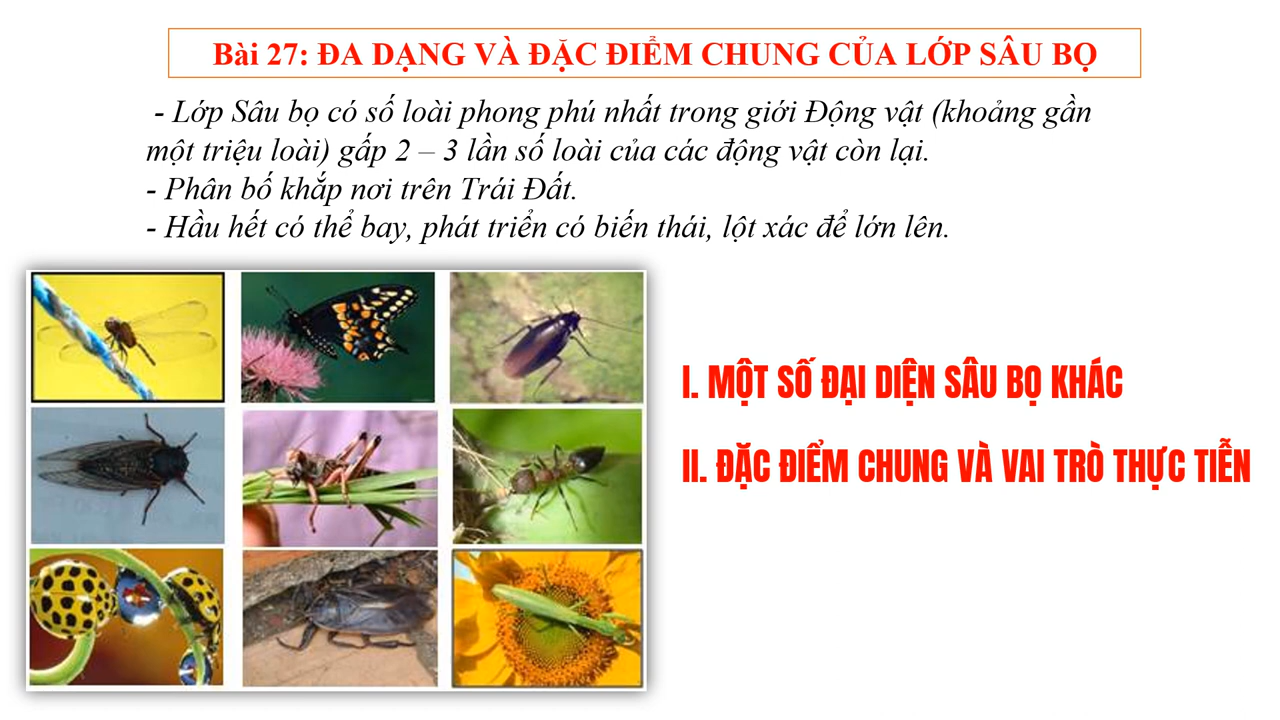 Bài 27: ĐA DẠNG VÀ ĐẶC ĐIỂM CHUNG CỦA LỚP SÂU BỌ
- Lớp Sâu bọ có số loài phong phú nhất trong giới Động vật (khoảng gần
một triệu loài) gấp 2 – 3 lần số loài của các động vật còn lại.
- Phân bố khắp nơi trên Trái Đất.
- Hầu hết có thể bay, phát triển có biến thái, lột xác để lớn lên.
I. MỘT SỐ ĐẠI DIỆN SÂU BỌ KHÁC
II. ĐẶC ĐIỂM CHUNG VÀ VAI TRÒ THỰC TIỄN